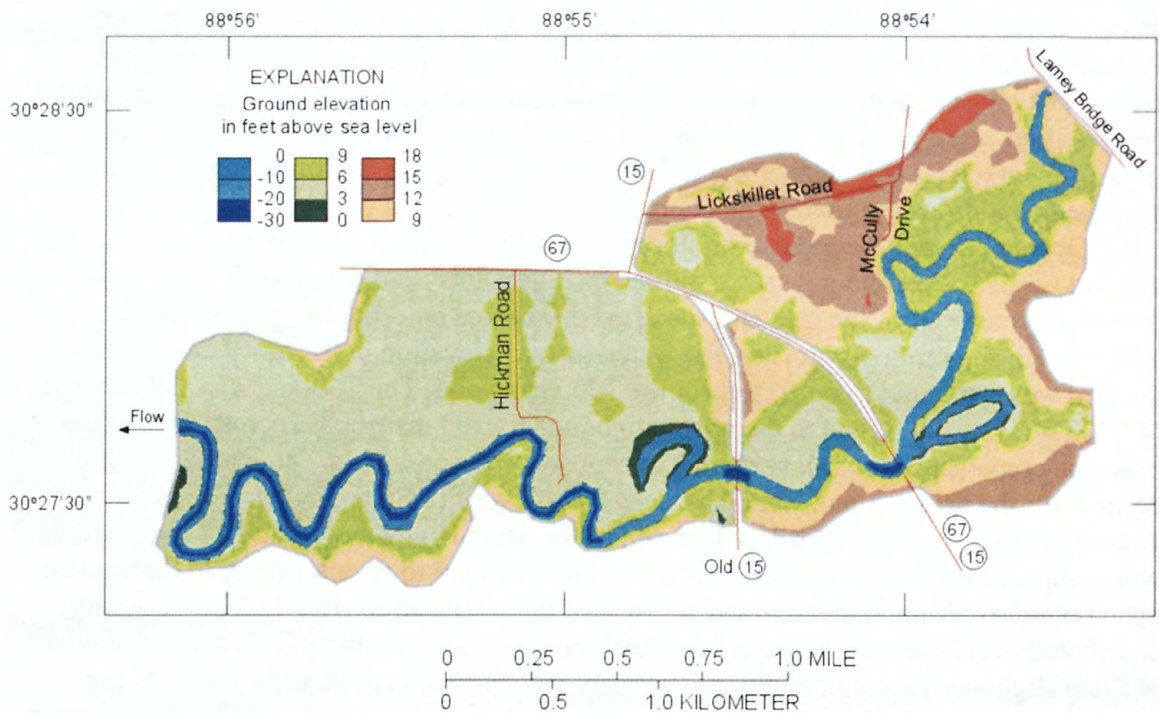 88°56' 88°55' 88°54'
30°28'30"
30°27'30"
EXPLANATION
Ground elevation
in feet above sea level
0 9 18
-10 6 15
-20 3 12
-30 0 9
Lamey Bridge Road
15
Lickskillet Road
McCully
Drive
67
Hickman Road
Flow
Old 15
67
15
0 0.25 0.5 0.75 1.0 MILE
0 0.5 1.0 KILOMETER